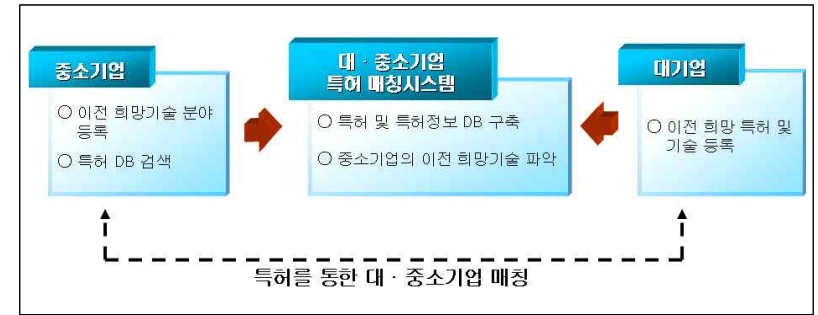 중소기업
○ 이전 희망기술 분야
등록
○ 특허 DB 검색
대 · 중소기업
특허 매칭시스템
○ 특허 및 특허정보 DB 구축
○ 중소기업의 이전 희망기술 파악
대기업
○ 이전 희망 특허 및
기술 등록
특허를 통한 대 · 중소기업 매칭